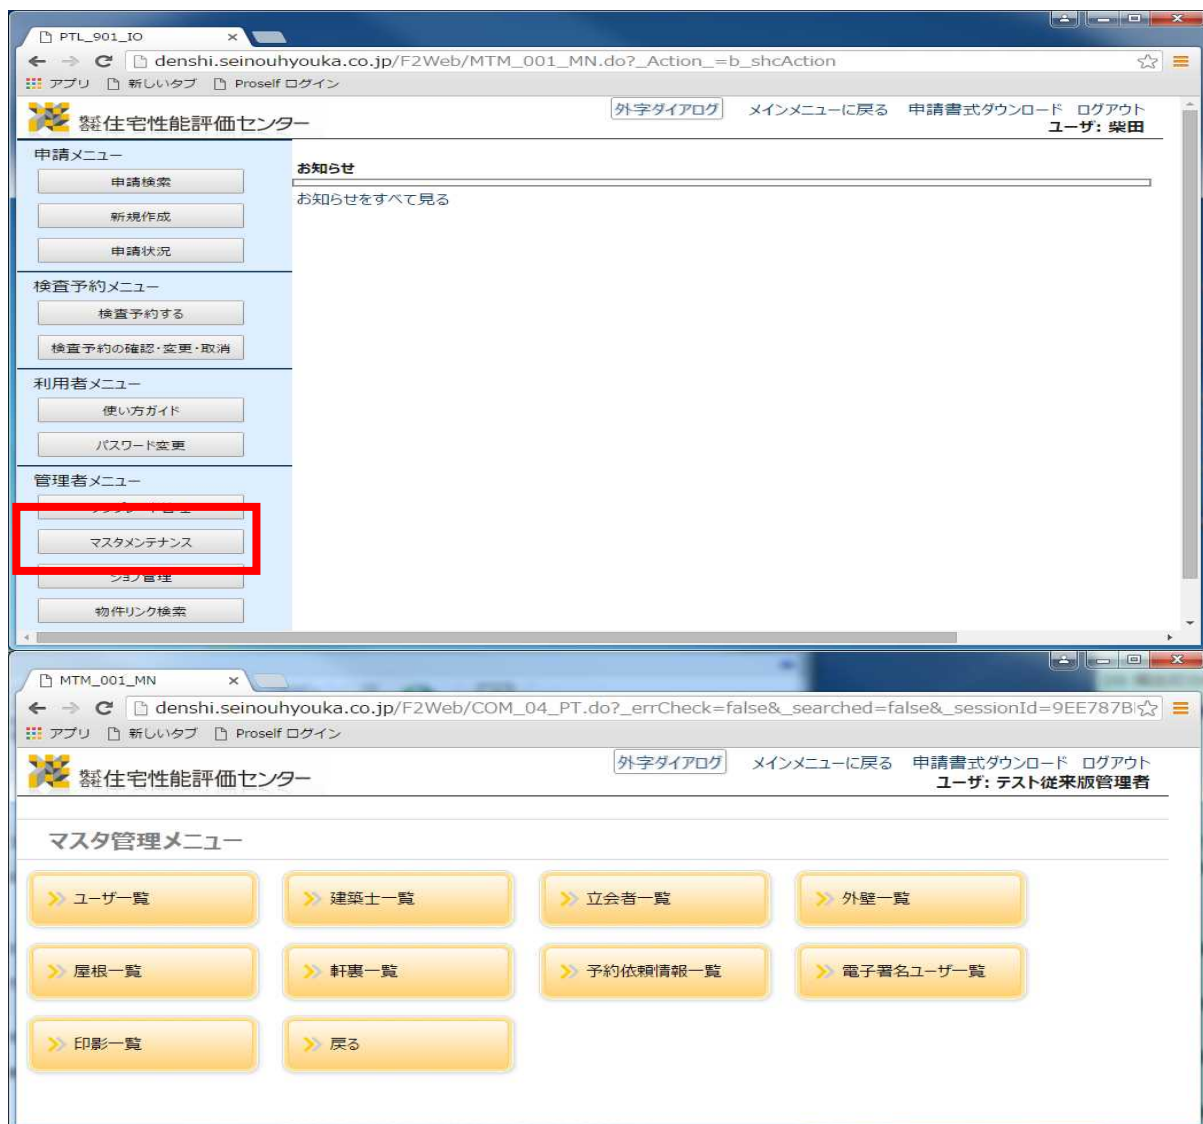 PTL_901_IO
denshi.seinouhyouka.co.jp/F2Web/MTM_001_MN.do?_Action_=b_shcAction
アプリ 新しいタブ Proself ログイン
外字ダイアログ メインメニューに戻る 申請書式ダウンロード ログアウト
株式会社住宅性能評価センター
ユーザ: 柴田
申請メニュー
申請検索
新規作成
申請状況
検査予約メニュー
検査予約する
検査予約の確認・変更・取消
利用者メニュー
使い方ガイド
パスワード変更
管理者メニュー
マスタメンテナンス
ジョブ管理
物件リンク検索
お知らせ
お知らせをすべて見る
MTM_001_MN
denshi.seinouhyouka.co.jp/F2Web/COM_04_PT.do?_errCheck=false&_searched=false&_sessionId=9EE787B
アプリ 新しいタブ Proself ログイン
外字ダイアログ メインメニューに戻る 申請書式ダウンロード ログアウト
株式会社住宅性能評価センター
ユーザ: テスト従来版管理者
マスタ管理メニュー
ユーザ一覧 建築士一覧 立会者一覧 外壁一覧
屋根一覧 軒裏一覧 予約依頼情報一覧 電子署名ユーザ一覧
印影一覧 戻る